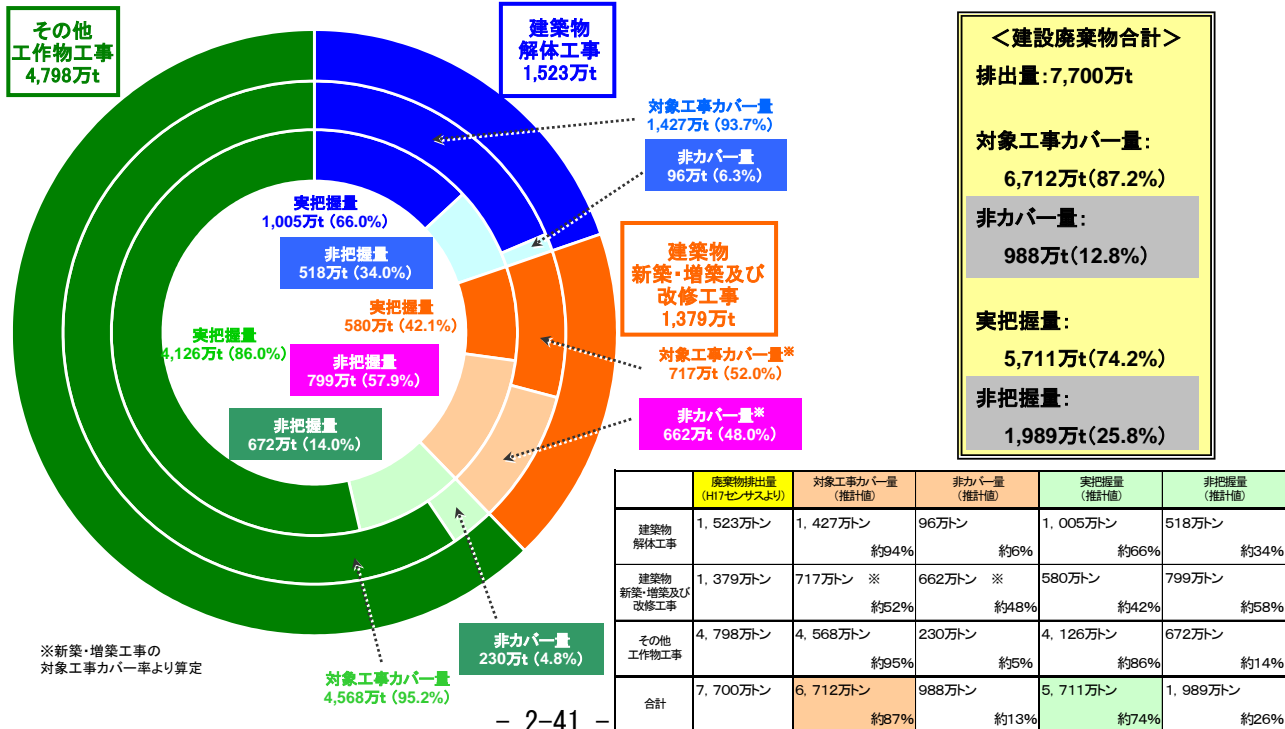 その他
工作物工事
4,798万t
建築物
解体工事
1,523万t
対象工事カバー量
1,427万t (93.7%)
非カバー量
96万t (6.3%)
実把握量
1,005万t (66.0%)
非把握量
518万t (34.0%)
建築物
新築・増築及び
改修工事
1,379万t
実把握量
580万t (42.1%)
実把握量
4,126万t (86.0%)
非把握量
799万t (57.9%)
対象工事カバー量※
717万t (52.0%)
非カバー量※
662万t (48.0%)
非把握量
672万t (14.0%)
非カバー量
230万t (4.8%)
対象工事カバー量
4,568万t (95.2%)
※新築・増築工事の
対象工事カバー率より算定
＜建設廃棄物合計＞
排出量：7,700万t
対象工事カバー量：
6,712万t(87.2%)
非カバー量：
988万t(12.8%)
実把握量：
5,711万t(74.2%)
非把握量：
1,989万t(25.8%)
廃棄物排出量 対象工事カバー量 非カバー量 実把握量 非把握量
(H17センサスより) (推計値) (推計値) (推計値) (推計値)
建築物
解体工事
1,523万トン 1,427万トン 96万トン 1,005万トン 518万トン
約94% 約6% 約66% 約34%
建築物
新築・増築及び
改修工事
1,379万トン 717万トン ※ 662万トン ※ 580万トン 799万トン
約52% 約48% 約42% 約58%
その他
工作物工事
4,798万トン 4,568万トン 230万トン 4,126万トン 672万トン
約95% 約5% 約86% 約14%
合計
7,700万トン 6,712万トン 988万トン 5,711万トン 1,989万トン
約87% 約13% 約74% 約26%
- 2-41 -